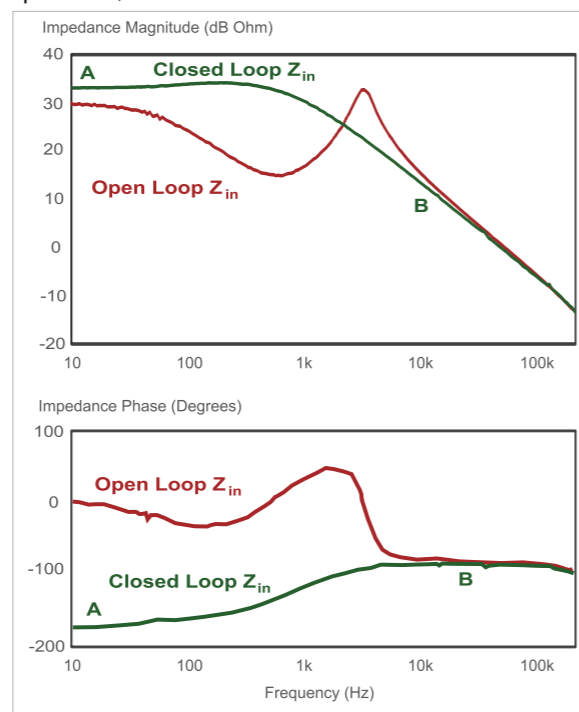 Impedance Magnitude (dB Ohm)
40
A
Closed Loop Zin
30
20
Open Loop Zin
10
B
0
-10
-20
10
100
1k
10k
100k
Impedance Phase (Degrees)
100
Open Loop Zin
0
-100
Closed Loop Zin
B
A
-200
10
100
1k
10k
100k
Frequency (Hz)